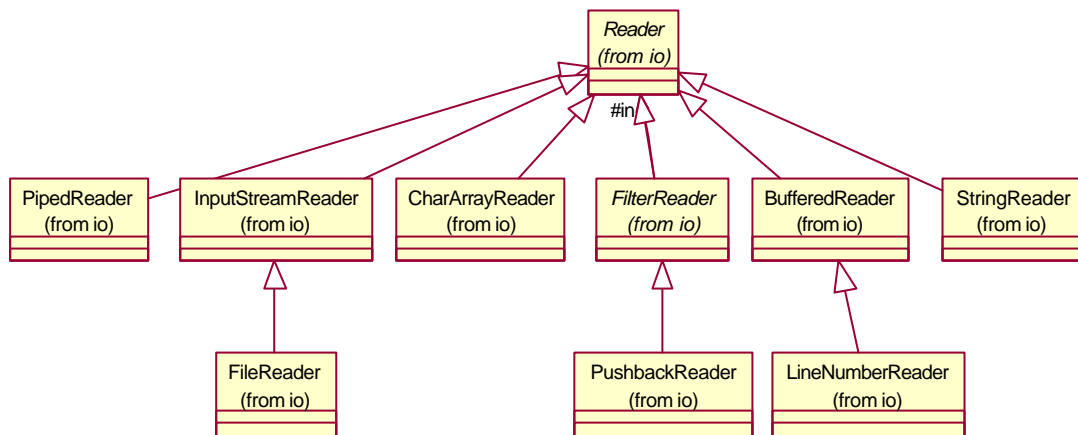 Reader
(from io)
#in
PipedReader
(from io)
InputStreamReader
(from io)
CharArrayReader
(from io)
FilterReader
(from io)
BufferedReader
(from io)
StringReader
(from io)
FileReader
(from io)
PushbackReader
(from io)
LineNumberReader
(from io)